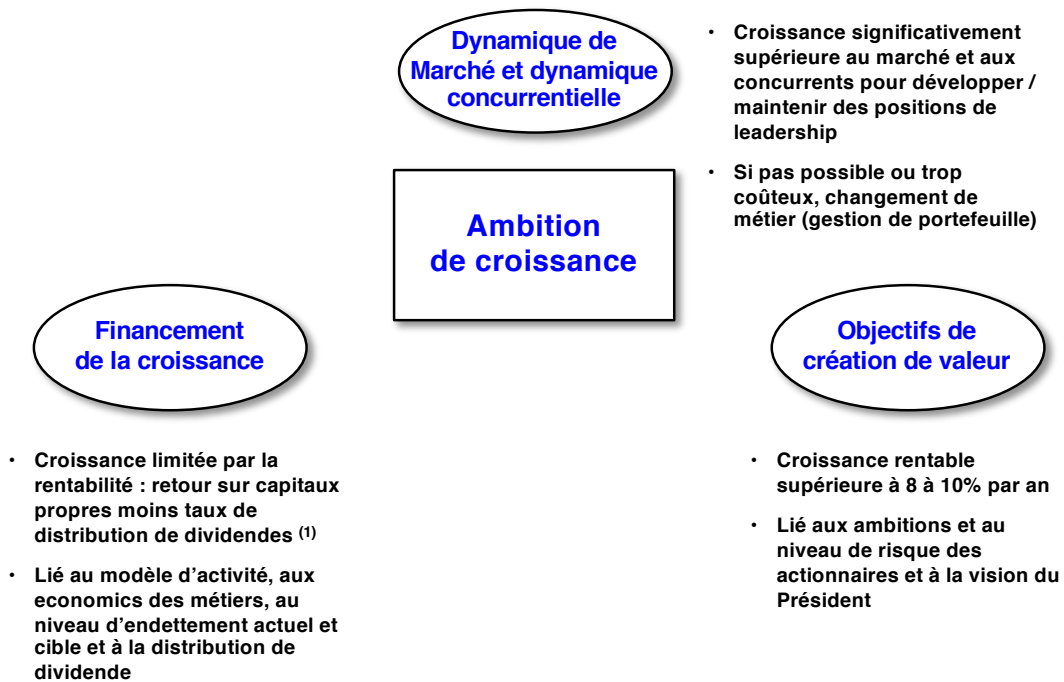 Dynamique de
Marché et dynamique
concurrentielle
• Croissance significativement
supérieure au marché et aux
concurrents pour développer /
maintenir des positions de
leadership
• Si pas possible ou trop
coûteux, changement de
métier (gestion de portefeuille)
Ambition
de croissance
Financement
de la croissance
• Croissance limitée par la
rentabilité : retour sur capitaux
propres moins taux de
distribution de dividendes (1)
• Lié au modèle d’activité, aux
economics des métiers, au
niveau d’endettement actuel et
cible et à la distribution de
dividende
Objectifs de
création de valeur
• Croissance rentable
supérieure à 8 à 10% par an
• Lié aux ambitions et au
niveau de risque des
actionnaires et à la vision du
Président